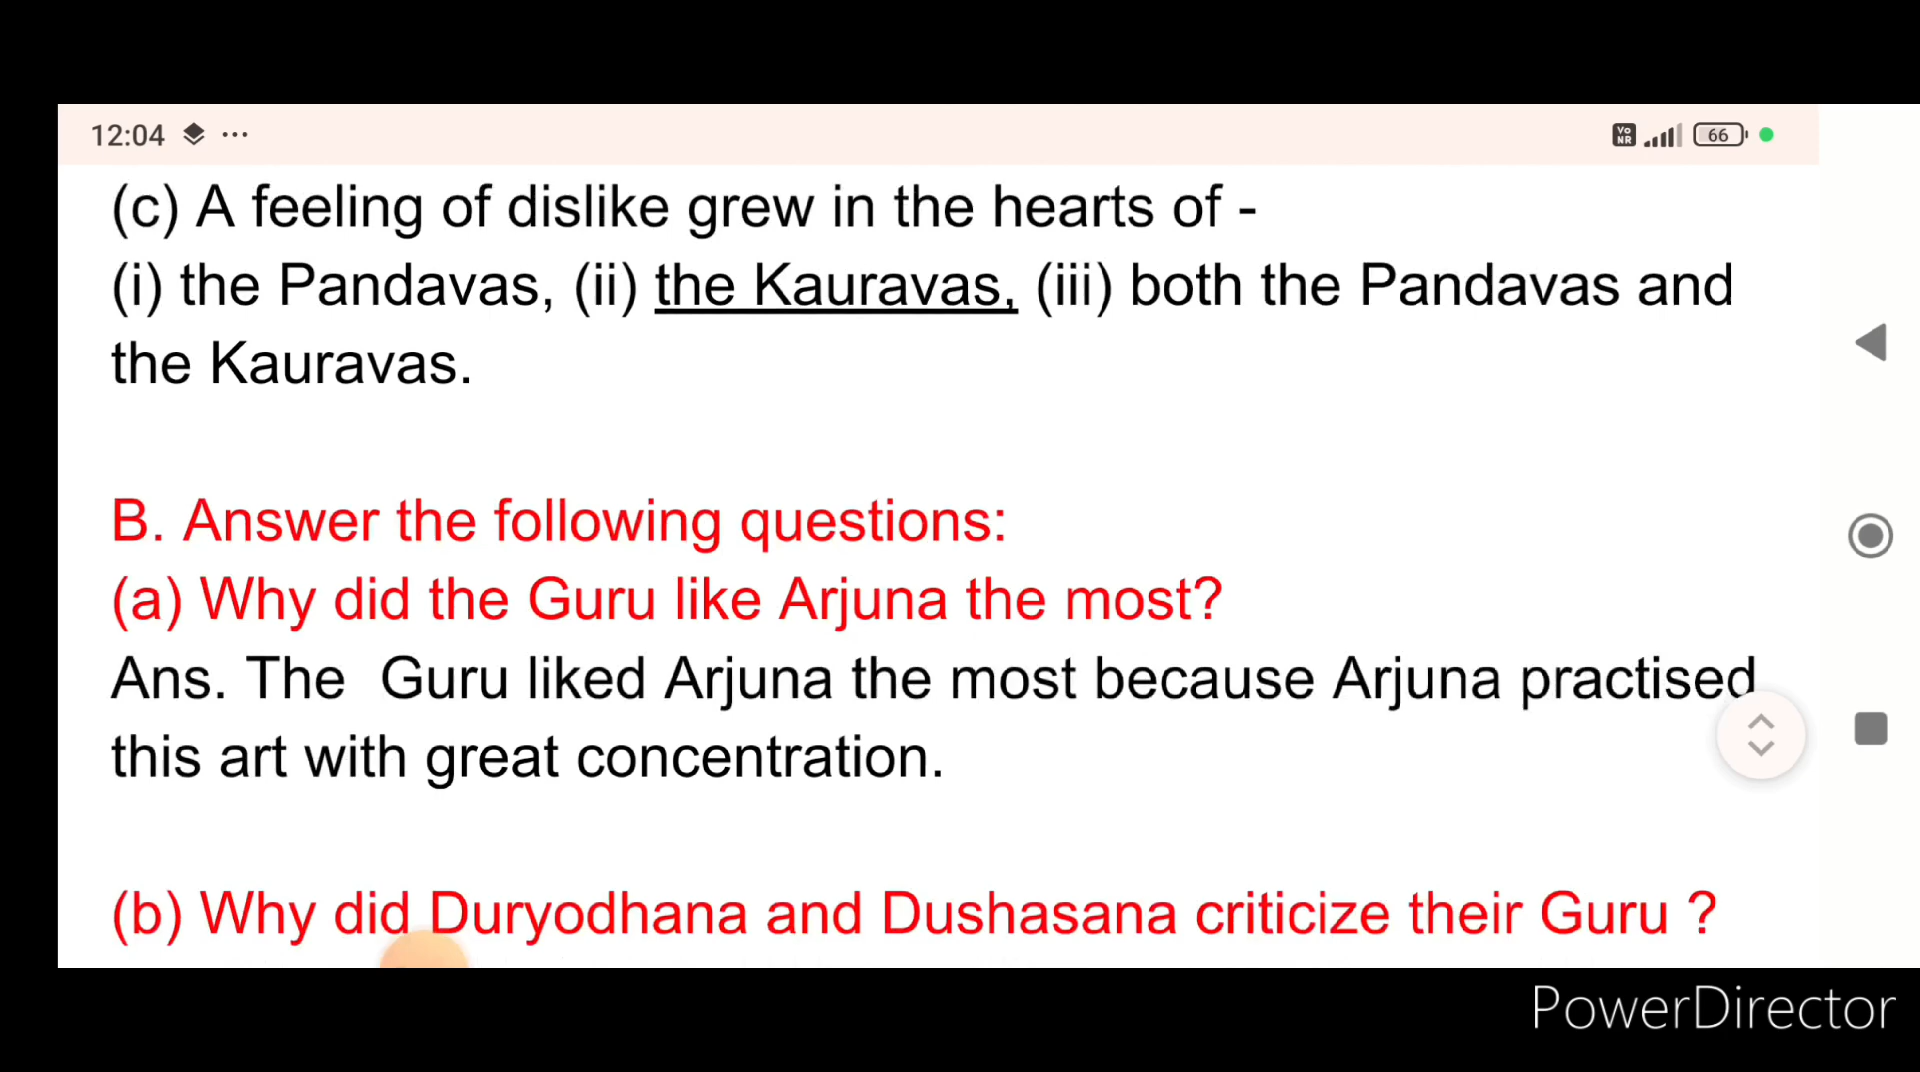 12:04 ...
Vo NR 66
(c) A feeling of dislike grew in the hearts of -
(i) the Pandavas, (ii) the Kauravas, (iii) both the Pandavas and
the Kauravas.
B. Answer the following questions:
(a) Why did the Guru like Arjuna the most?
Ans. The  Guru liked Arjuna the most because Arjuna practised
this art with great concentration.
(b) Why did Duryodhana and Dushasana criticize their Guru ?
PowerDirector